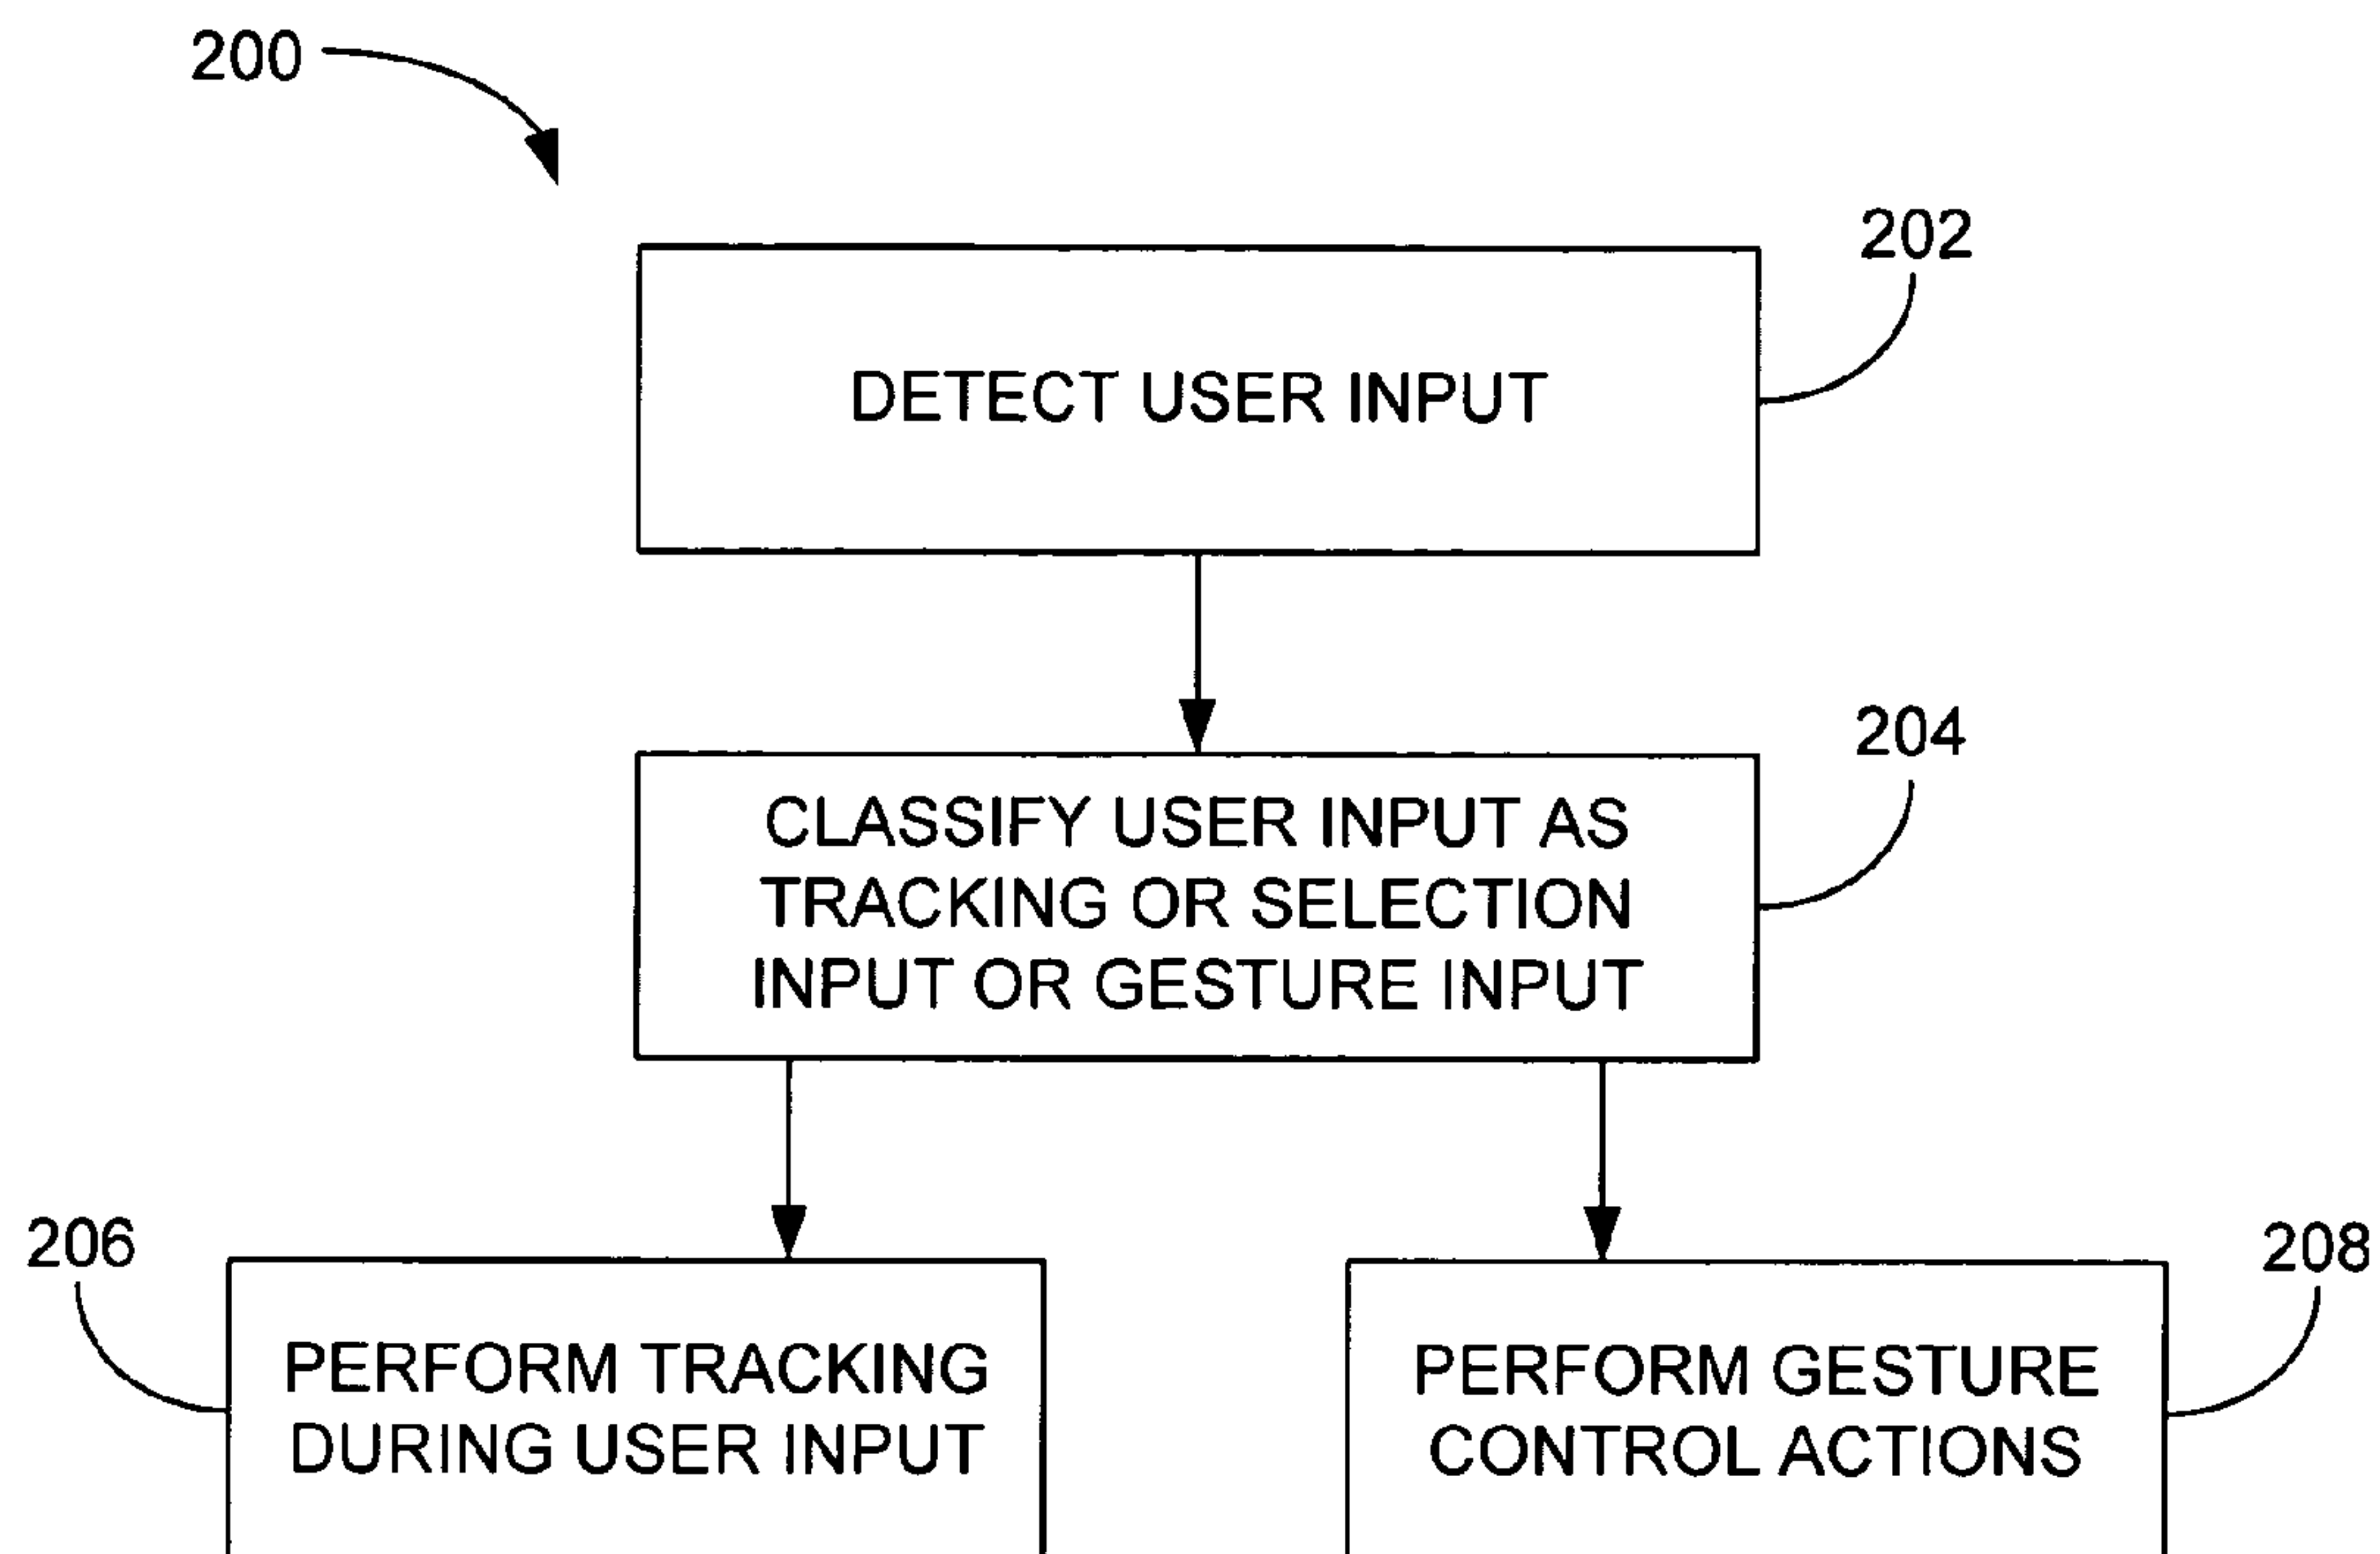 200
202
DETECT USER INPUT
204
CLASSIFY USER INPUT AS
TRACKING OR SELECTION
INPUT OR GESTURE INPUT
206
208
PERFORM TRACKING
DURING USER INPUT
PERFORM GESTURE
CONTROL ACTIONS